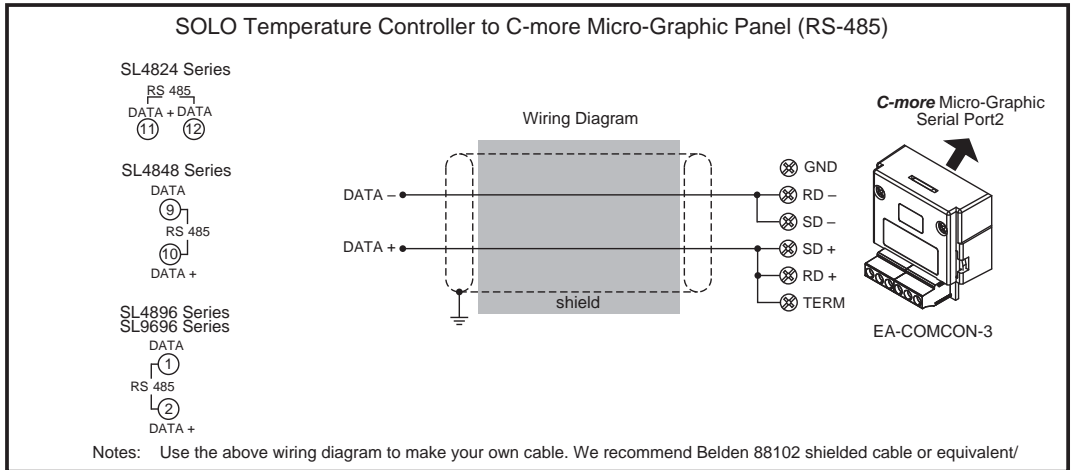 SOLO Temperature Controller to C-more Micro-Graphic Panel (RS-485)
SL4824 Series
RS 485
DATA + DATA
11 12
SL4848 Series
DATA
9
RS 485
10
DATA +
SL4896 Series
SL9696 Series
DATA
1
RS 485
2
DATA +
Wiring Diagram
DATA –
DATA +
shield
GND
RD –
SD –
SD +
RD +
TERM
C-more Micro-Graphic
Serial Port2
EA-COMCON-3
Notes: Use the above wiring diagram to make your own cable. We recommend Belden 88102 shielded cable or equivalent/